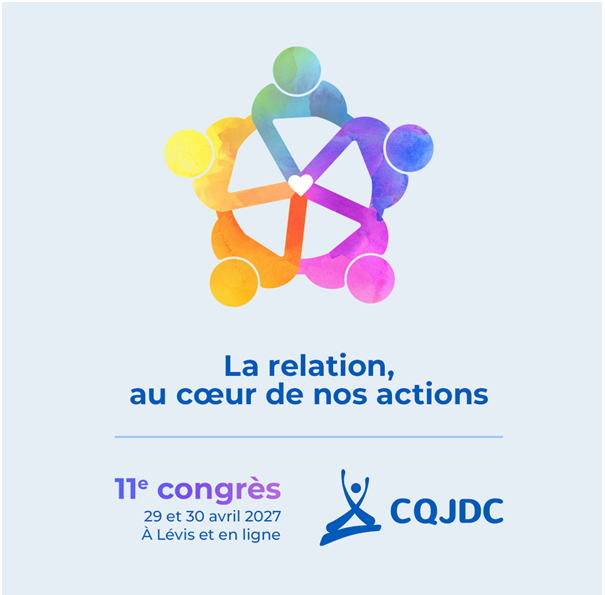 La relation,
au cœur de nos actions
11e congrès
29 et 30 avril 2027
À Lévis et en ligne
CQJDC